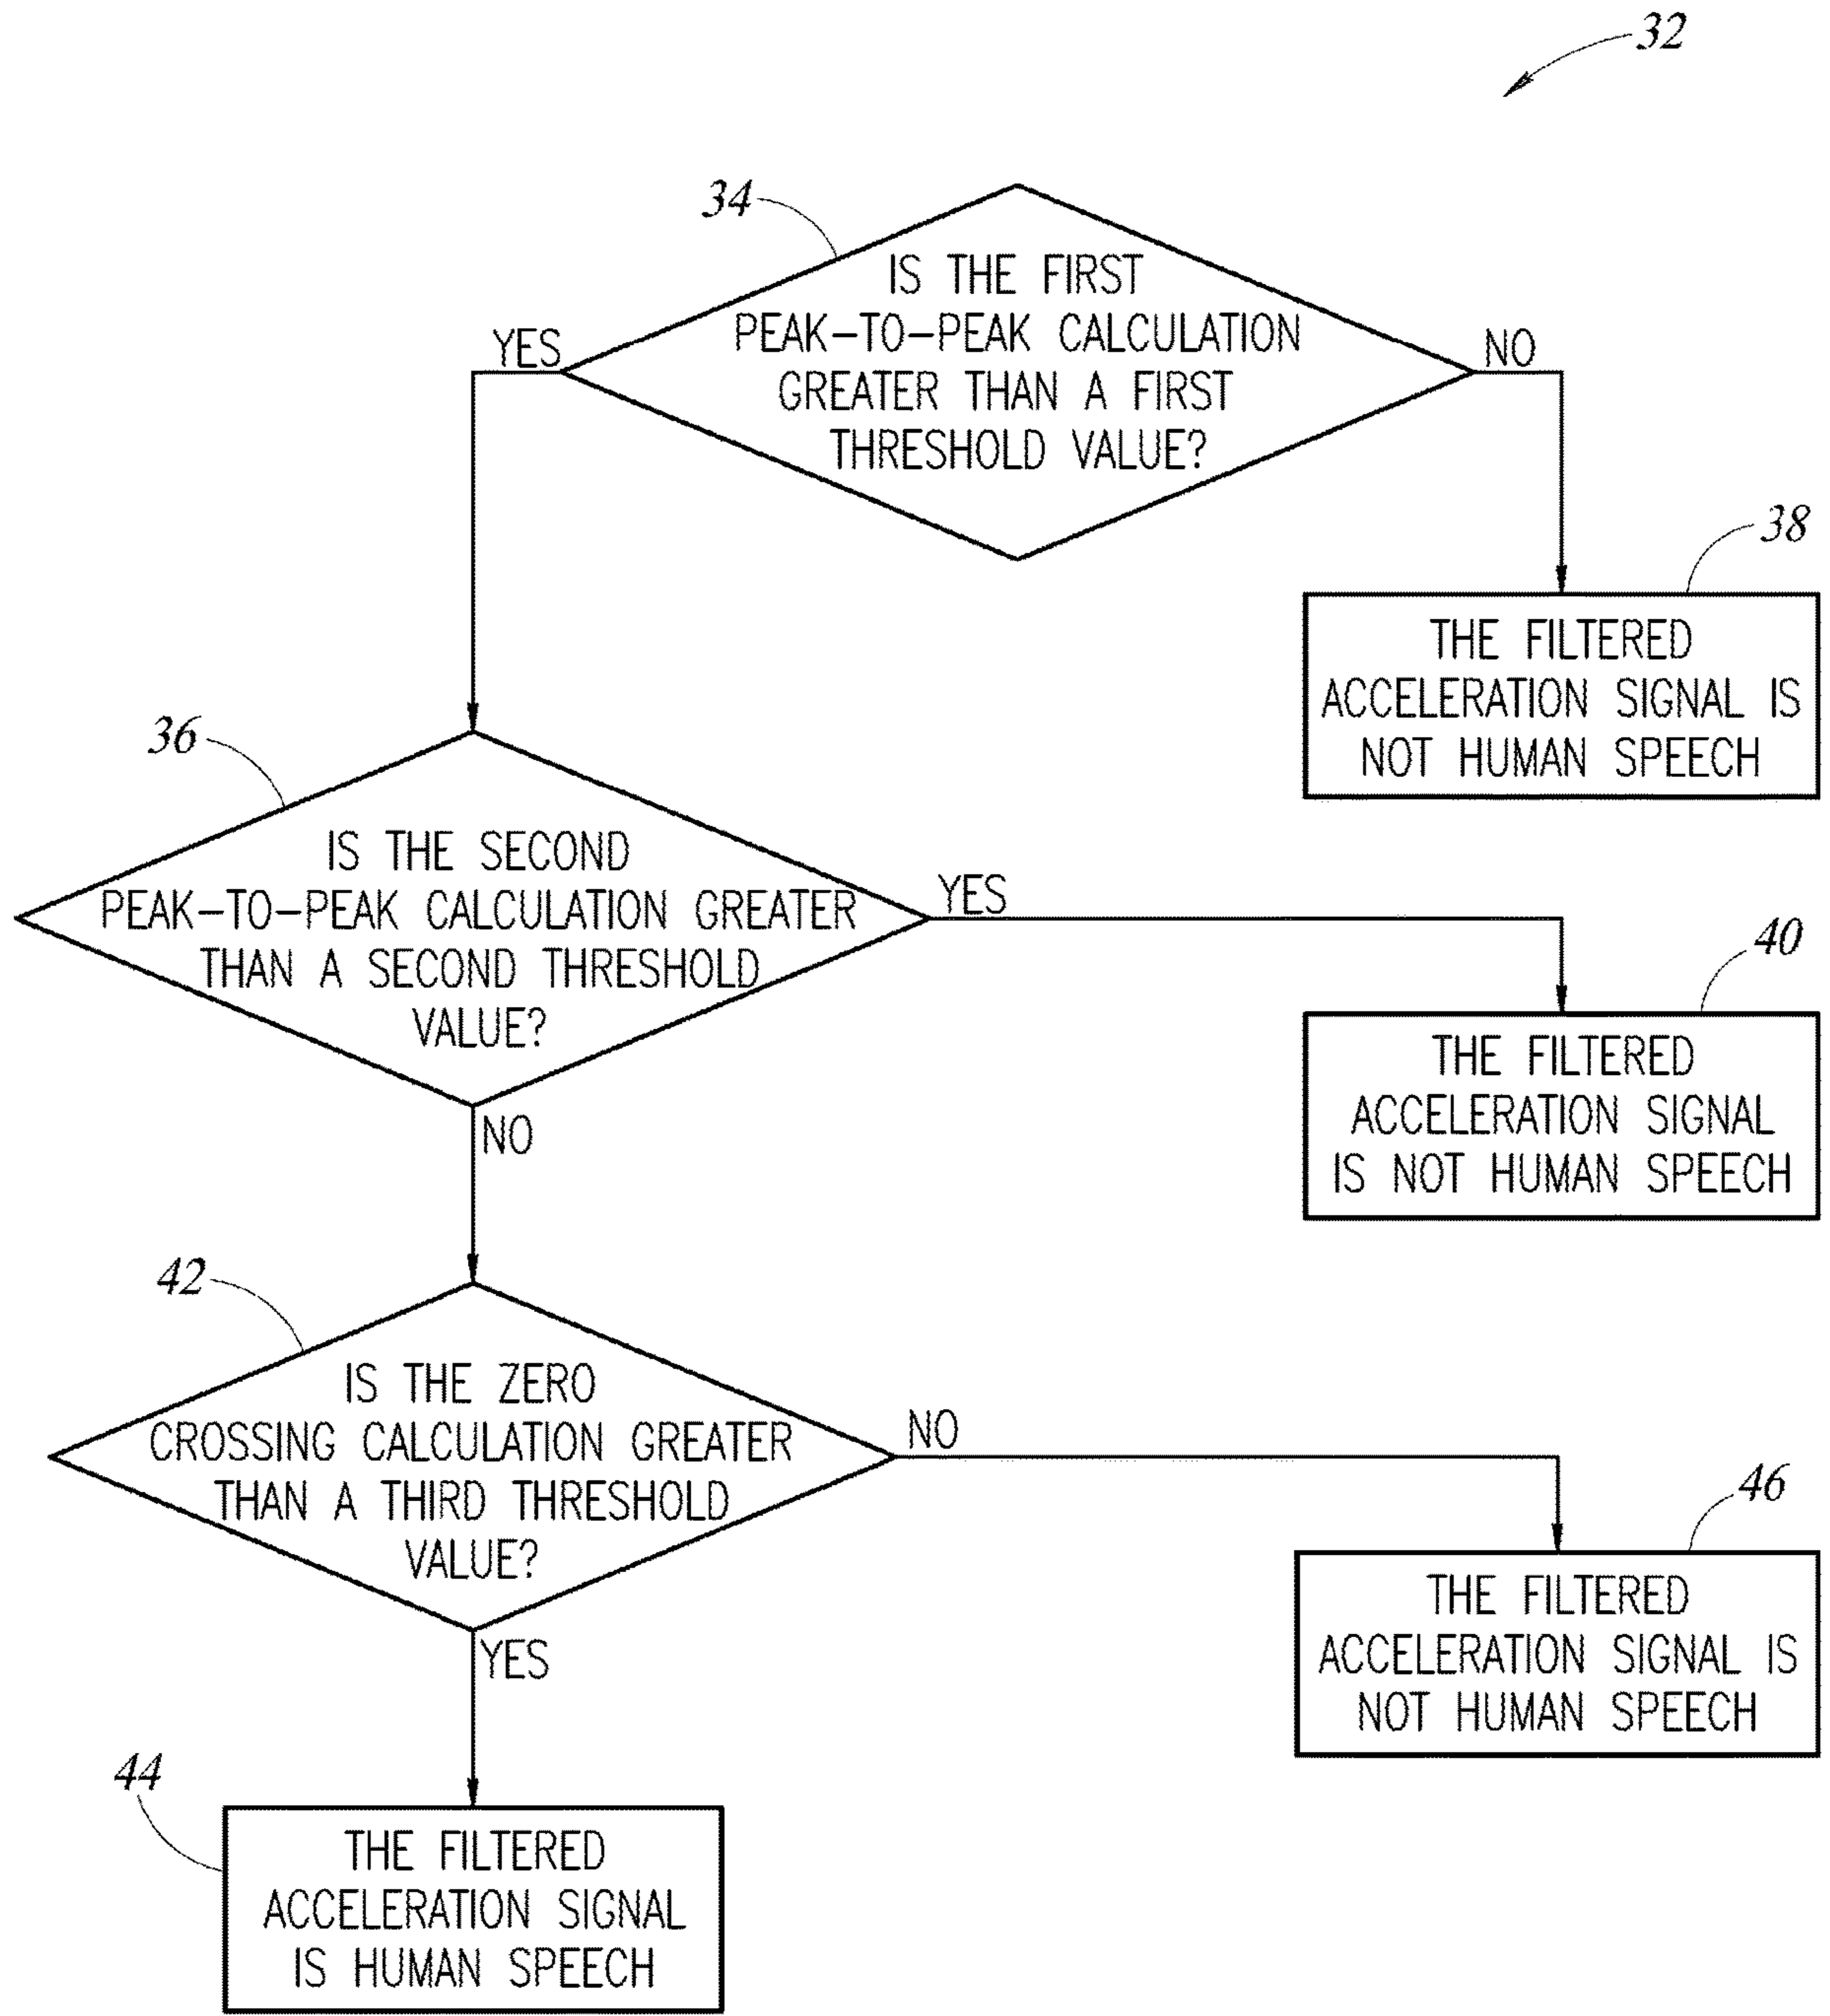 32
34
IS THE FIRST
PEAK-TO-PEAK CALCULATION
GREATER THAN A FIRST
THRESHOLD VALUE?
YES
NO
38
THE FILTERED
ACCELERATION SIGNAL IS
NOT HUMAN SPEECH
36
IS THE SECOND
PEAK-TO-PEAK CALCULATION GREATER
THAN A SECOND THRESHOLD
VALUE?
YES
NO
40
THE FILTERED
ACCELERATION SIGNAL
IS NOT HUMAN SPEECH
42
IS THE ZERO
CROSSING CALCULATION GREATER
THAN A THIRD THRESHOLD
VALUE?
NO
YES
46
THE FILTERED
ACCELERATION SIGNAL IS
NOT HUMAN SPEECH
44
THE FILTERED
ACCELERATION SIGNAL
IS HUMAN SPEECH